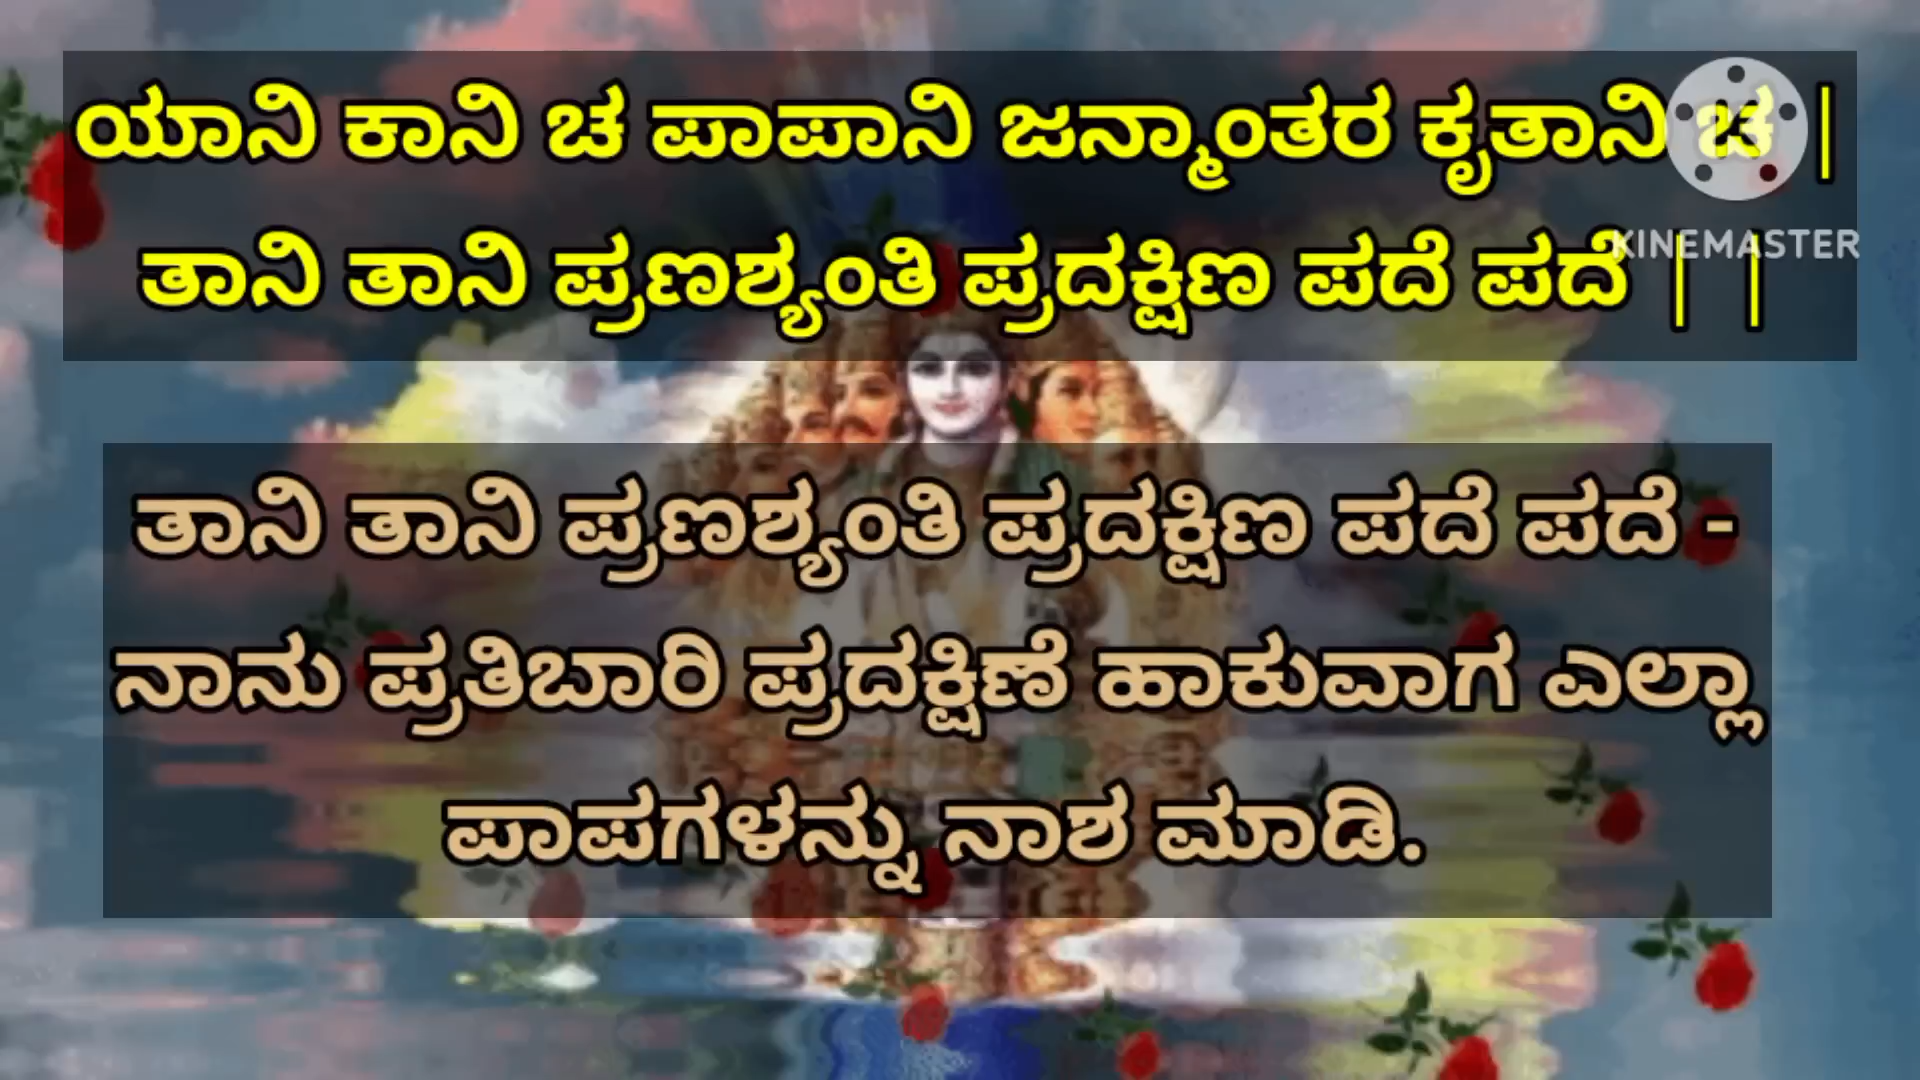 ಯಾನಿ ಕಾನಿ ಚ ಪಾಪಾನಿ ಜನ್ಮಾಂತರ ಕೃತಾನಿ ಚ |
ತಾನಿ ತಾನಿ ಪ್ರಣಶ್ಯಂತಿ ಪ್ರದಕ್ಷಿಣ ಪದೆ ಪದೆ | |
KINEMASTER
ತಾನಿ ತಾನಿ ಪ್ರಣಶ್ಯಂತಿ ಪ್ರದಕ್ಷಿಣ ಪದೆ ಪದೆ -
ನಾನು ಪ್ರತಿಬಾರಿ ಪ್ರದಕ್ಷಿಣೆ ಹಾಕುವಾಗ ಎಲ್ಲಾ
ಪಾಪಗಳನ್ನು ನಾಶ ಮಾಡಿ.